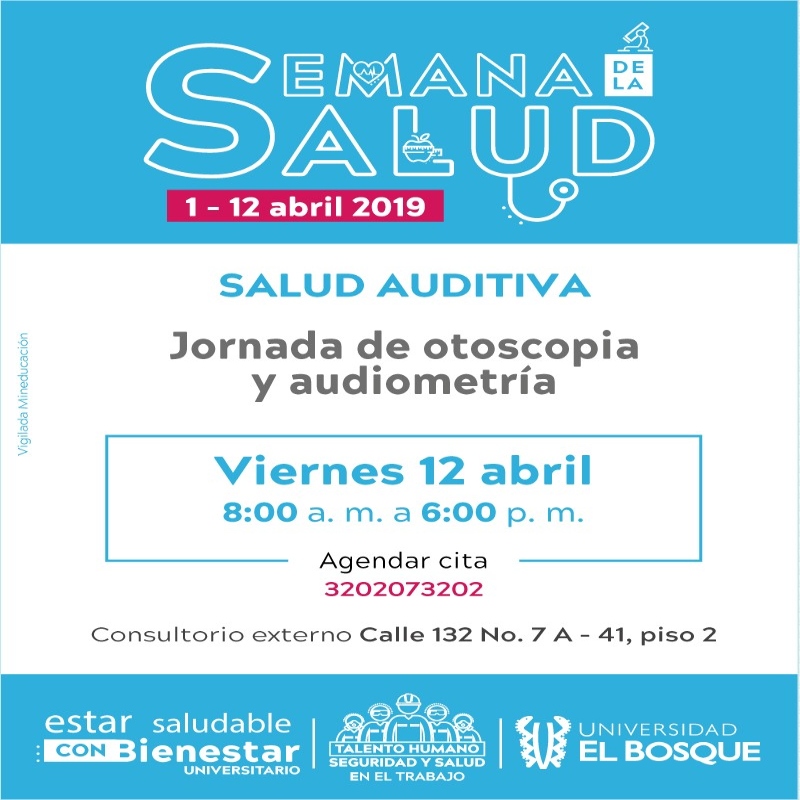 SEMANA DE LA
SALUD
1 - 12 abril 2019
SALUD AUDITIVA
Jornada de otoscopia
y audiometría
Vigilada Mineducación
Viernes 12 abril
8:00 a. m. a 6:00 p. m.
Agendar cita
3202073202
Consultorio externo Calle 132 No. 7 A - 41, piso 2
estar saludable
CON Bienestar
UNIVERSITARIO
TALENTO HUMANO
SEGURIDAD Y SALUD
EN EL TRABAJO
UNIVERSIDAD
EL BOSQUE